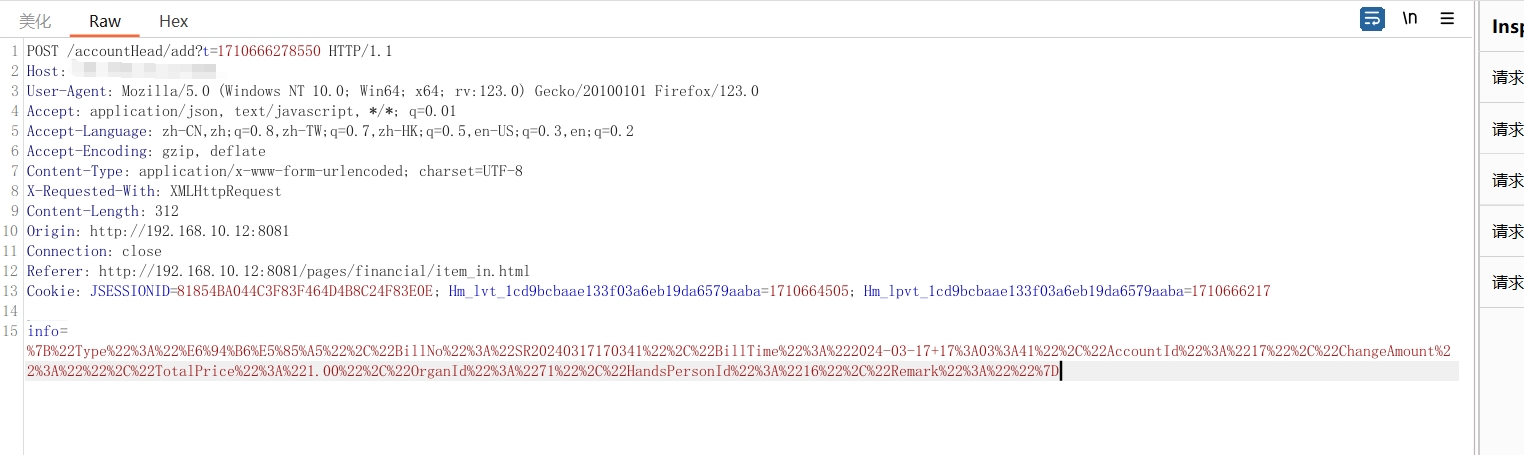 美化 Raw Hex \n Insp
1 POST /accountHead/add?t=1710666278550 HTTP/1.1
2 Host:
请求
3 User-Agent: Mozilla/5.0 (Windows NT 10.0; Win64; x64; rv:123.0) Gecko/20100101 Firefox/123.0
4 Accept: application/json, text/javascript, */*; q=0.01
5 Accept-Language: zh-CN,zh;q=0.8,zh-TW;q=0.7,zh-HK;q=0.5,en-US;q=0.3,en;q=0.2
请求
6 Accept-Encoding: gzip, deflate
7 Content-Type: application/x-www-form-urlencoded; charset=UTF-8
请求
8 X-Requested-With: XMLHttpRequest
9 Content-Length: 312
10 Origin: http://192.168.10.12:8081
请求
11 Connection: close
12 Referer: http://192.168.10.12:8081/pages/financial/item_in.html
请求
13 Cookie: JSESSIONID=81854BA044C3F83F464D4B8C24F83E0E; Hm_lvt_1cd9bcbaae133f03a6eb19da6579aaba=1710664505; Hm_lpvt_1cd9bcbaae133f03a6eb19da6579aaba=1710666217
14
15 info=
%7B%22Type%22%3A%22%E6%94%B6%E5%85%A5%22%2C%22BillNo%22%3A%22SR20240317170341%22%2C%22BillTime%22%3A%222024-03-17+17%3A03%3A41%22%2C%22AccountId%22%3A%2217%22%2C%22ChangeAmount%2
2%3A%22%22%2C%22TotalPrice%22%3A%221.00%22%2C%22OrganId%22%3A%2271%22%2C%22HandsPersonId%22%3A%2216%22%2C%22Remark%22%3A%22%22%7D